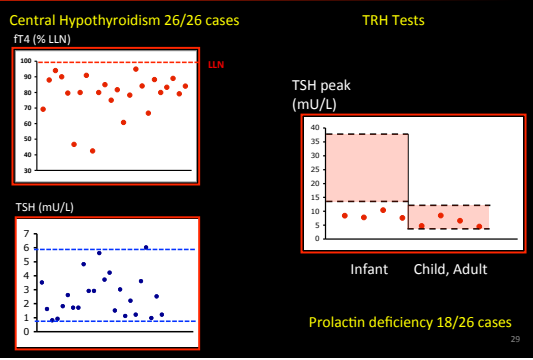 Central Hypothyroidism 26/26 cases
TRH Tests
fT4 (% LLN)
100
90
80
70
60
50
40
30
LLN
TSH peak
(mU/L)
40
35
30
25
20
15
10
5
0
Infant
Child, Adult
TSH (mU/L)
7
6
5
4
3
2
1
0
Prolactin deficiency 18/26 cases
29